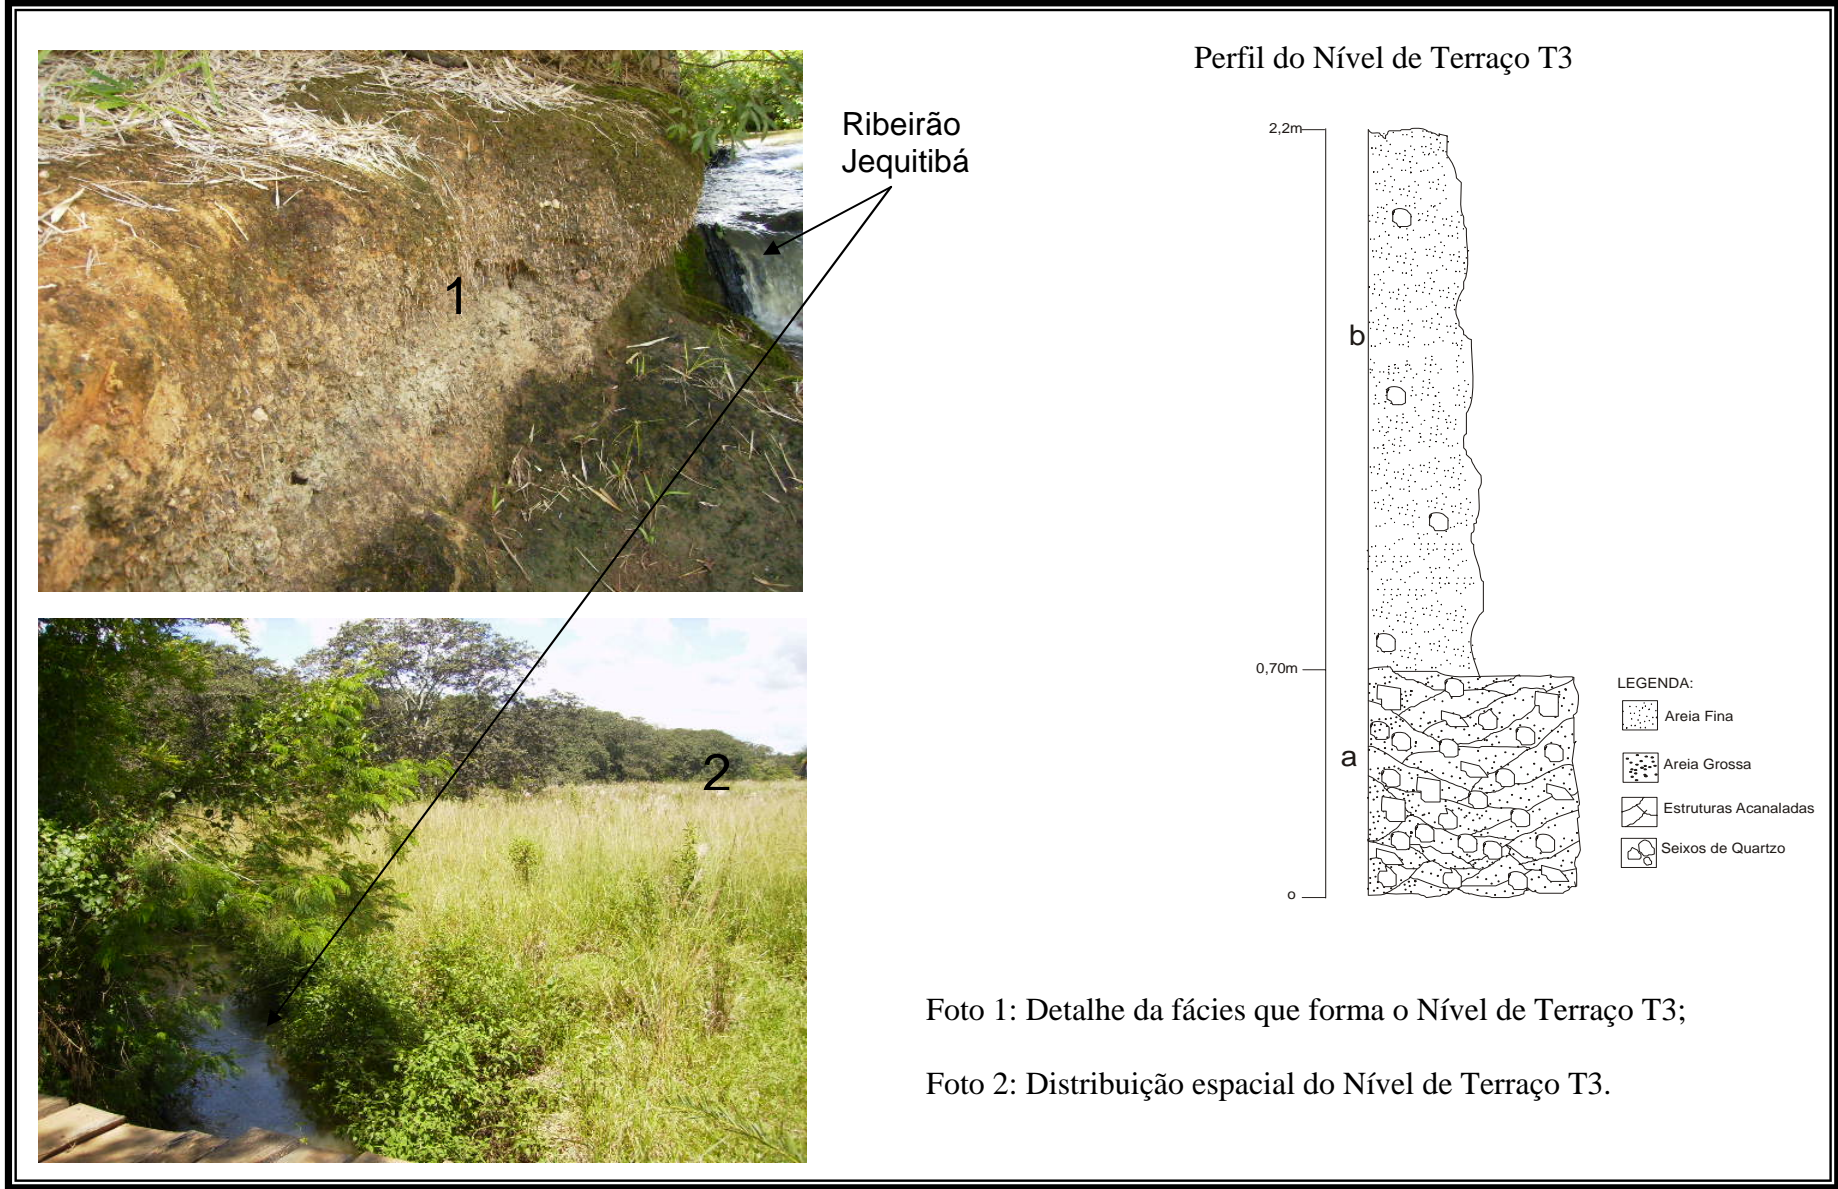 Perfil do Nível de Terraço T3
Ribeirão
Jequitibá
1
2
2,2m
b
0,70m
a
o
LEGENDA:
Areia Fina
Areia Grossa
Estruturas Acanaladas
Seixos de Quartzo
Foto 1: Detalhe da fácies que forma o Nível de Terraço T3;
Foto 2: Distribuição espacial do Nível de Terraço T3.